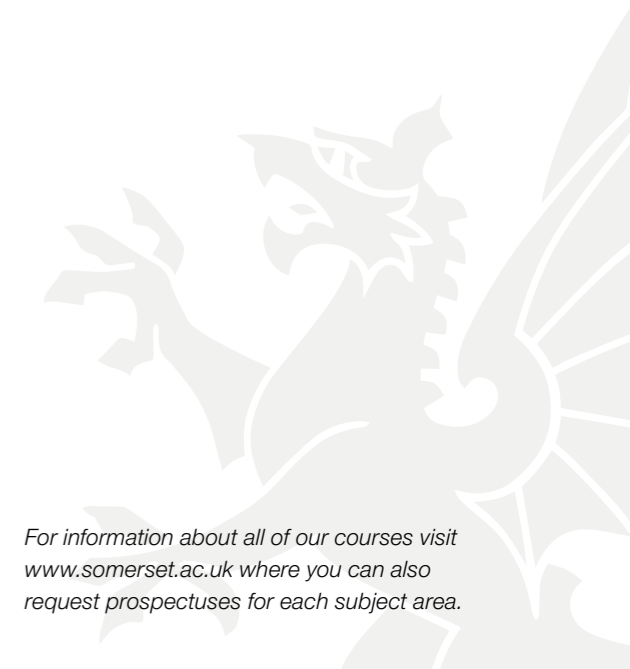 For information about all of our courses visit
www.somerset.ac.uk where you can also
request prospectuses for each subject area.